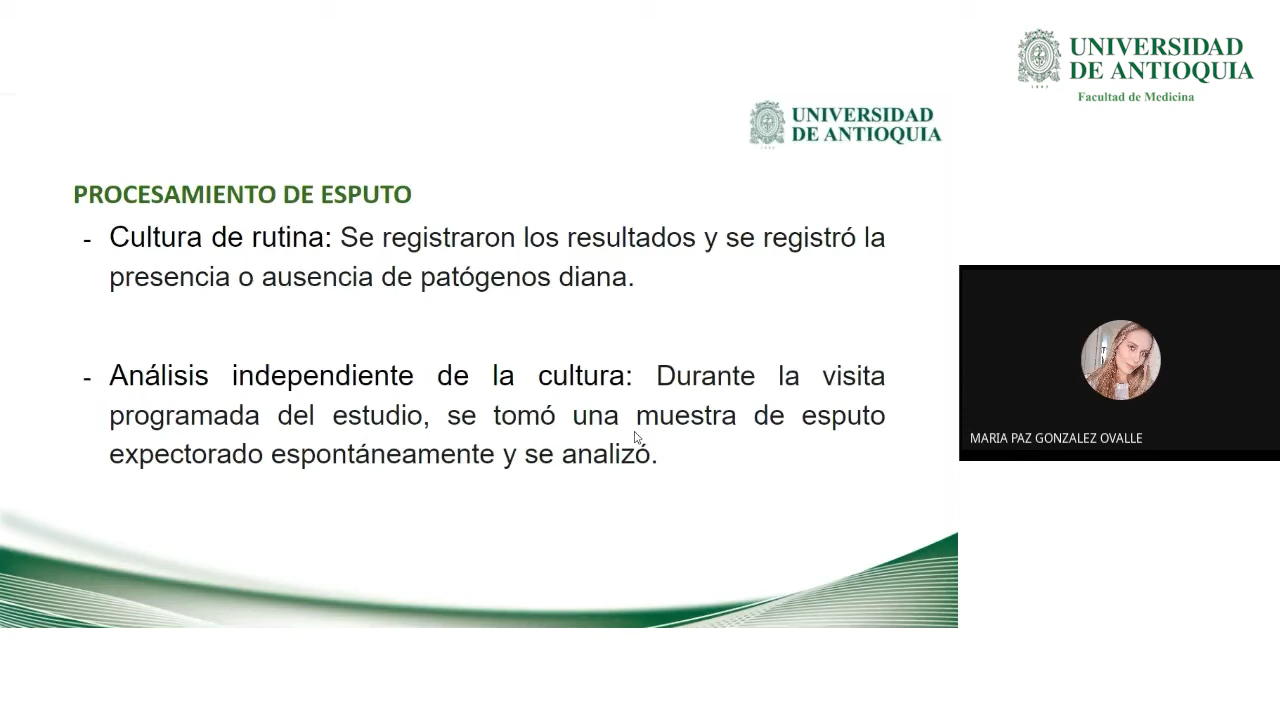 UNIVERSIDAD
DE ANTIOQUIA
1803
Facultad de Medicina
UNIVERSIDAD
DE ANTIOQUIA
PROCESAMIENTO DE ESPUTO
- Cultura de rutina: Se registraron los resultados y se registró la
presencia o ausencia de patógenos diana.
- Análisis independiente de la cultura: Durante la visita
programada del estudio, se tomó una muestra de esputo
expectorado espontáneamente y se analizó.
MARIA PAZ GONZALEZ OVALLE